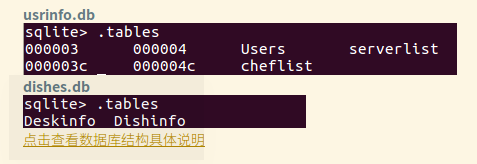 usrinfo.db
sqlite> .tables
000003 000004 Users serverlist
000003c 000004c cheflist
dishes.db
sqlite> .tables
Deskinfo Dishinfo
点击查看数据库结构具体说明